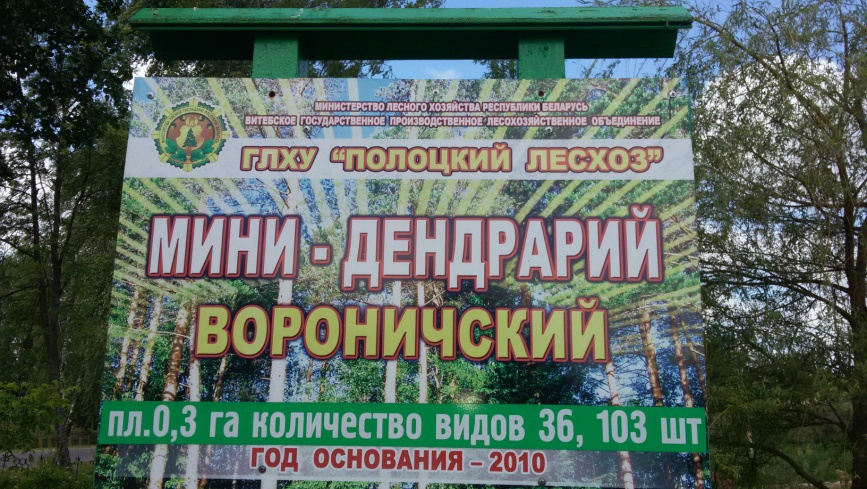 МИНИСТЕРСТВО ЛЕСНОГО ХОЗЯЙСТВА РЕСПУБЛИКИ БЕЛАРУСЬ
ВИТЕБСКОЕ ГОСУДАРСТВЕННОЕ ПРОИЗВОДСТВЕННОЕ ЛЕСОХОЗЯЙСТВЕННОЕ ОБЪЕДИНЕНИЕ
ГЛХУ "ПОЛОЦКИЙ ЛЕСХОЗ"
МИНИ - ДЕНДРАРИЙ
ВОРОНИЧСКИЙ
пл.0,3 га количество видов 36, 103 шт
ГОД ОСНОВАНИЯ – 2010